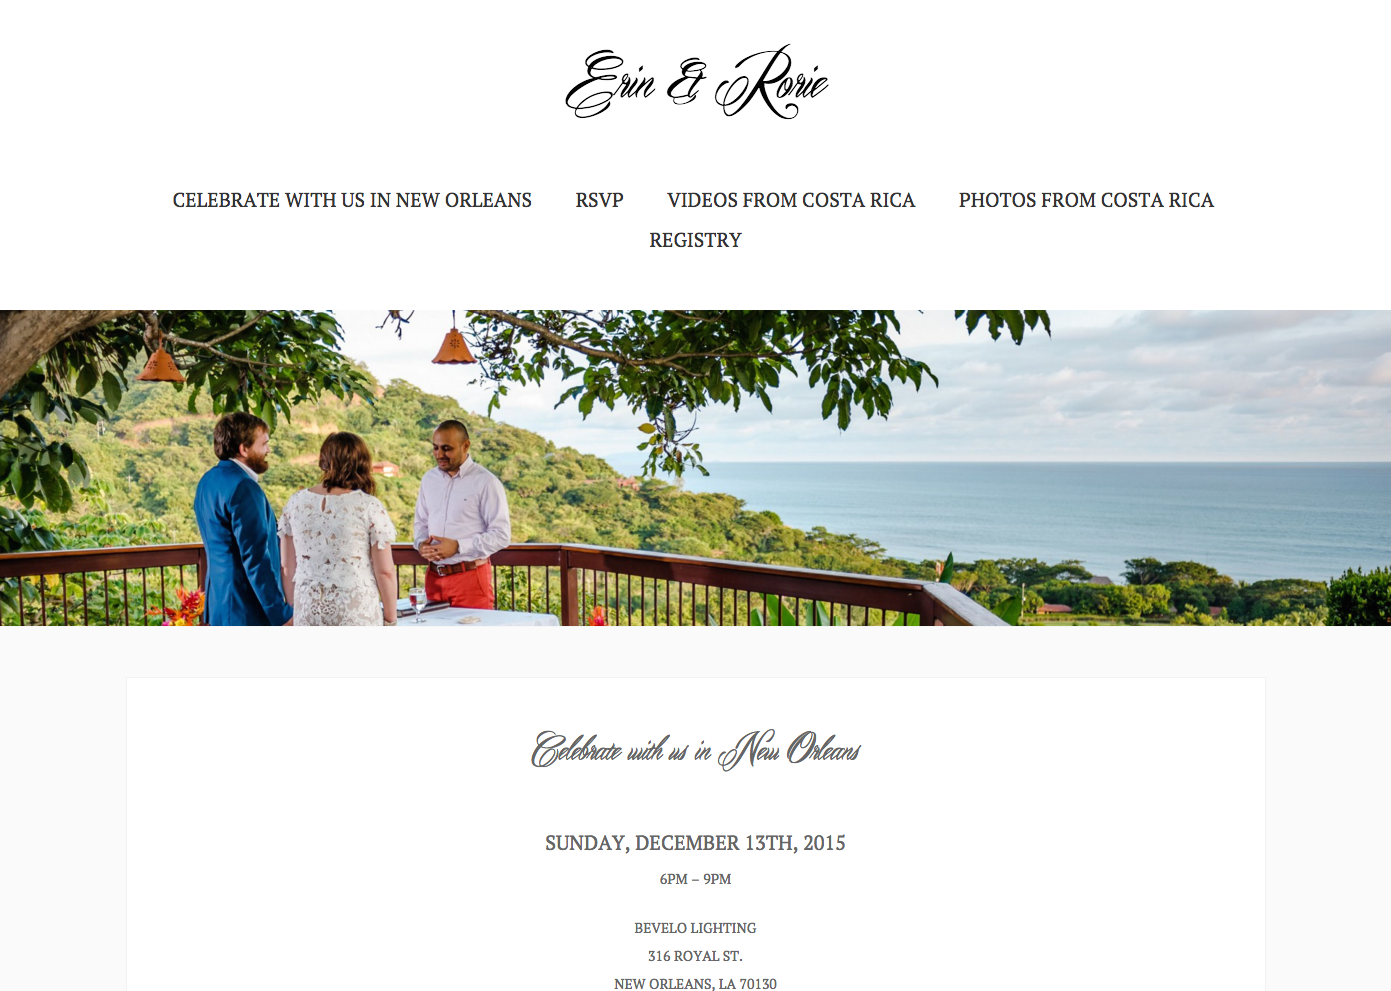 Erin & Rorie
CELEBRATE WITH US IN NEW ORLEANS RSVP VIDEOS FROM COSTA RICA PHOTOS FROM COSTA RICA
REGISTRY
Celebrate with us in New Orleans
SUNDAY, DECEMBER 13TH, 2015
6PM – 9PM
BEVELO LIGHTING
316 ROYAL ST.
NEW ORLEANS, LA 70130